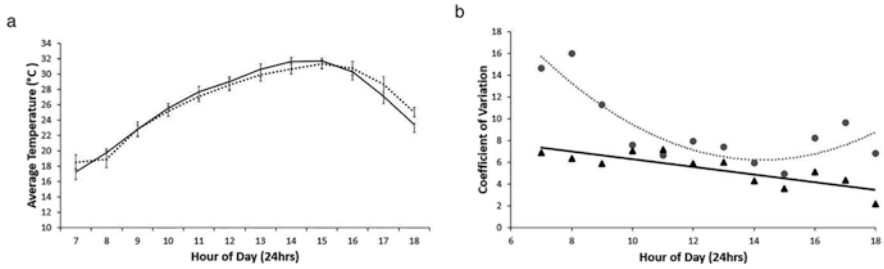 a
34
32
30
28
26
24
22
20
18
16
14
12
10
Average Temperature (°C)
7 8 9 10 11 12 13 14 15 16 17 18
Hour of Day (24hrs)
b
18
16
14
12
10
8
6
4
2
0
Coefficient of Variation
6 8 10 12 14 16 18
Hour of Day (24hrs)